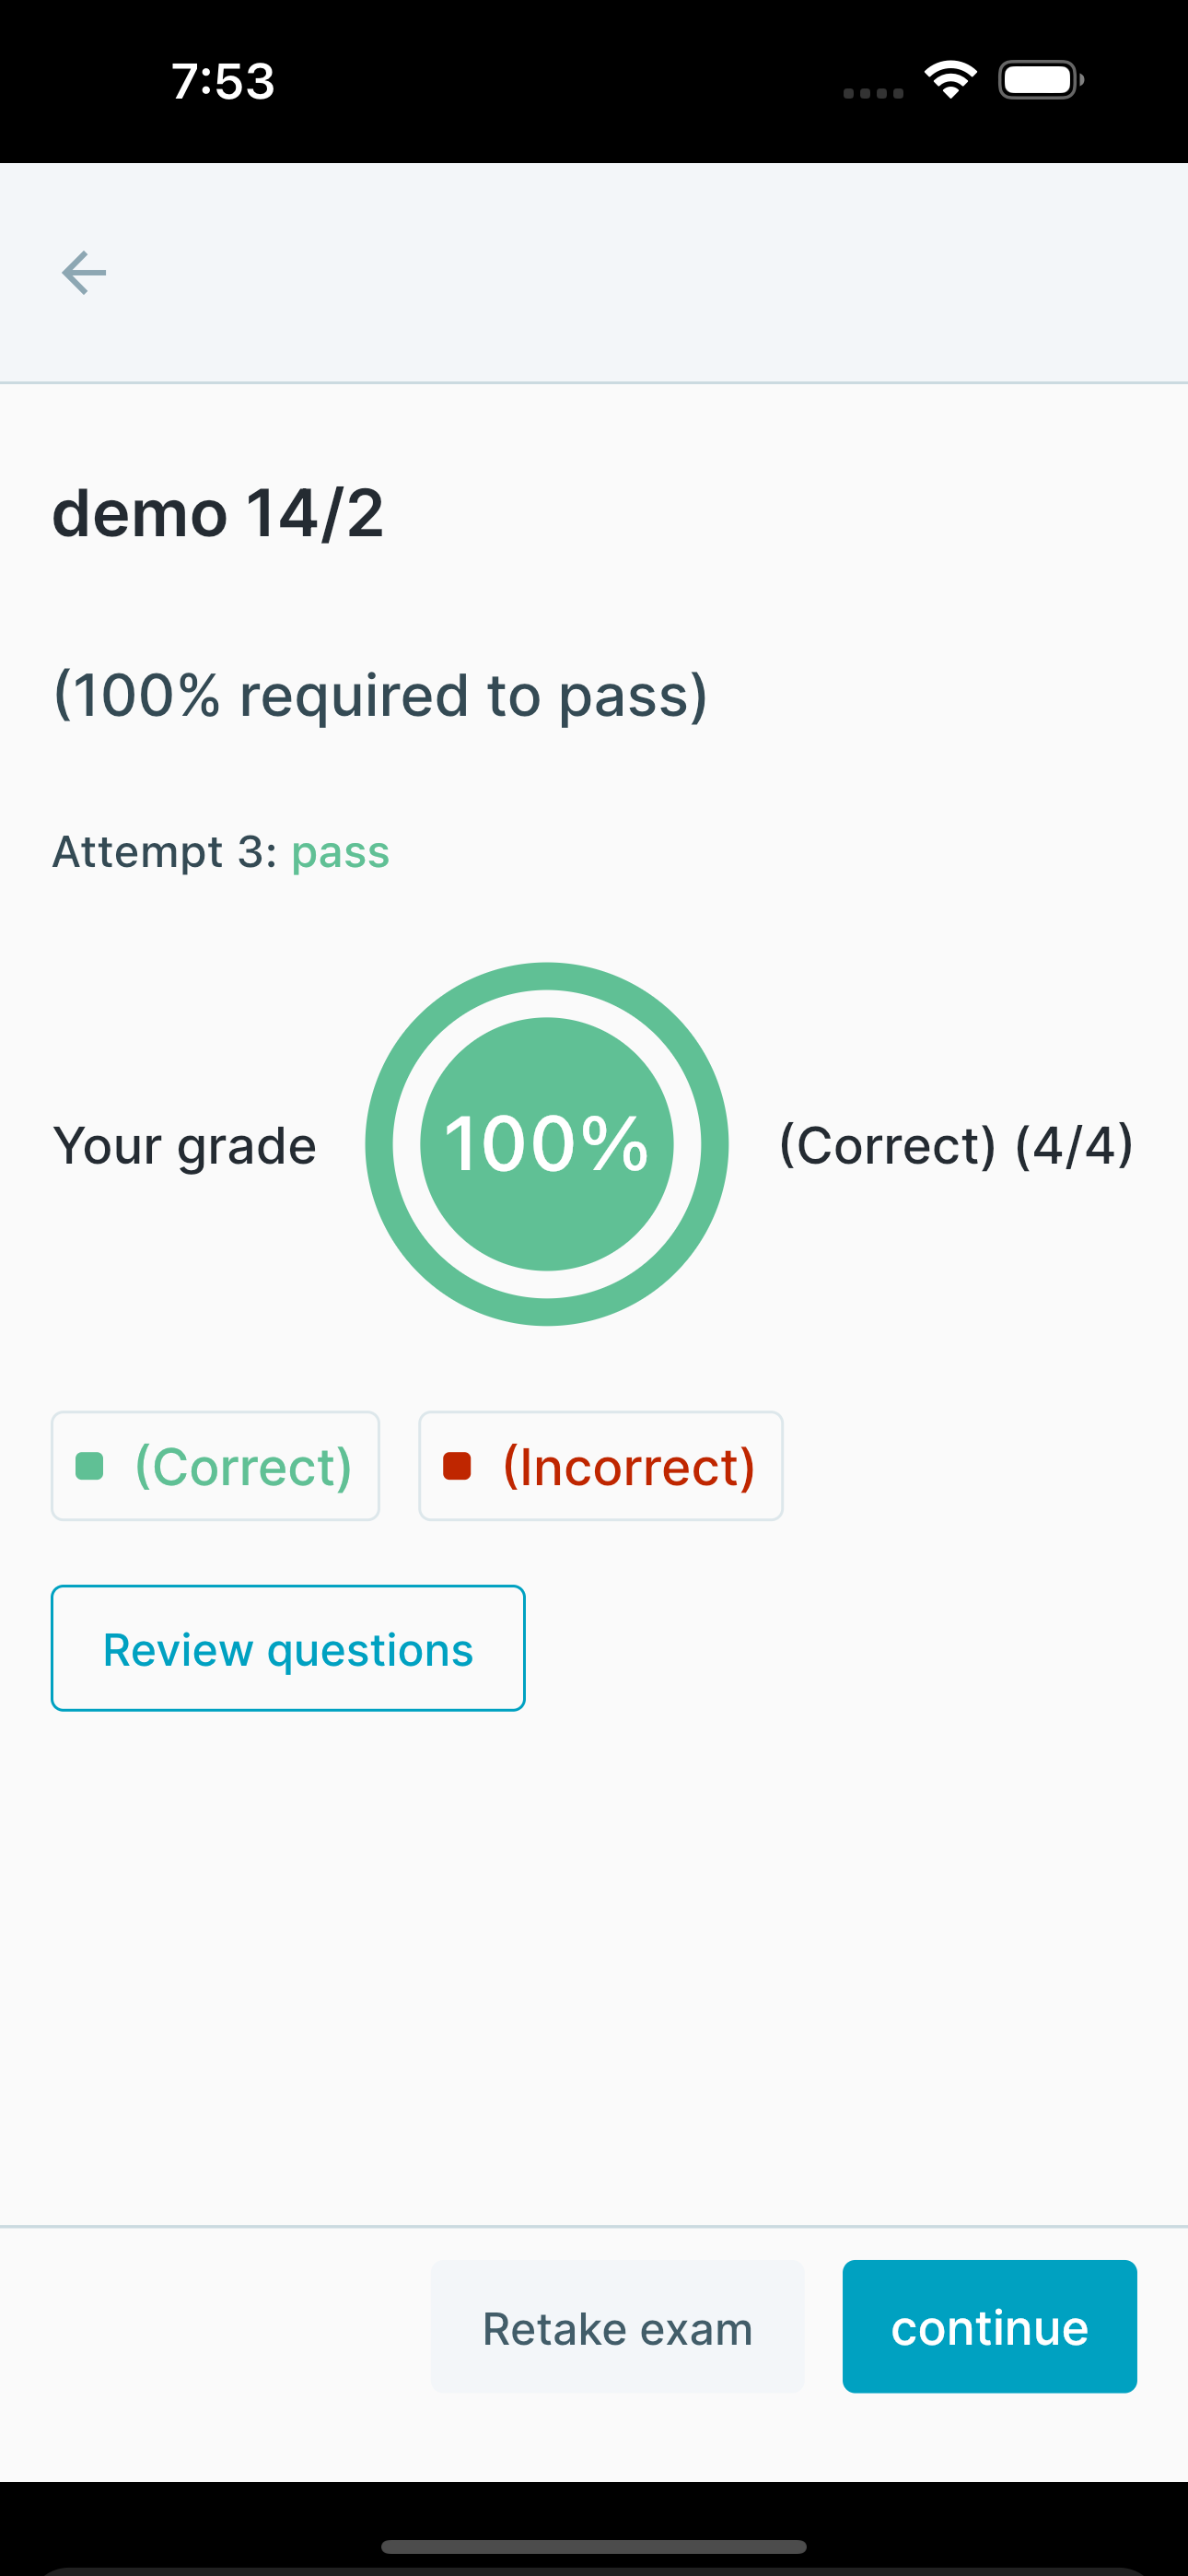 7:53
demo 14/2
(100% required to pass)
Attempt 3: pass
Your grade 100% (Correct) (4/4)
(Correct) (Incorrect)
Review questions
Retake exam continue